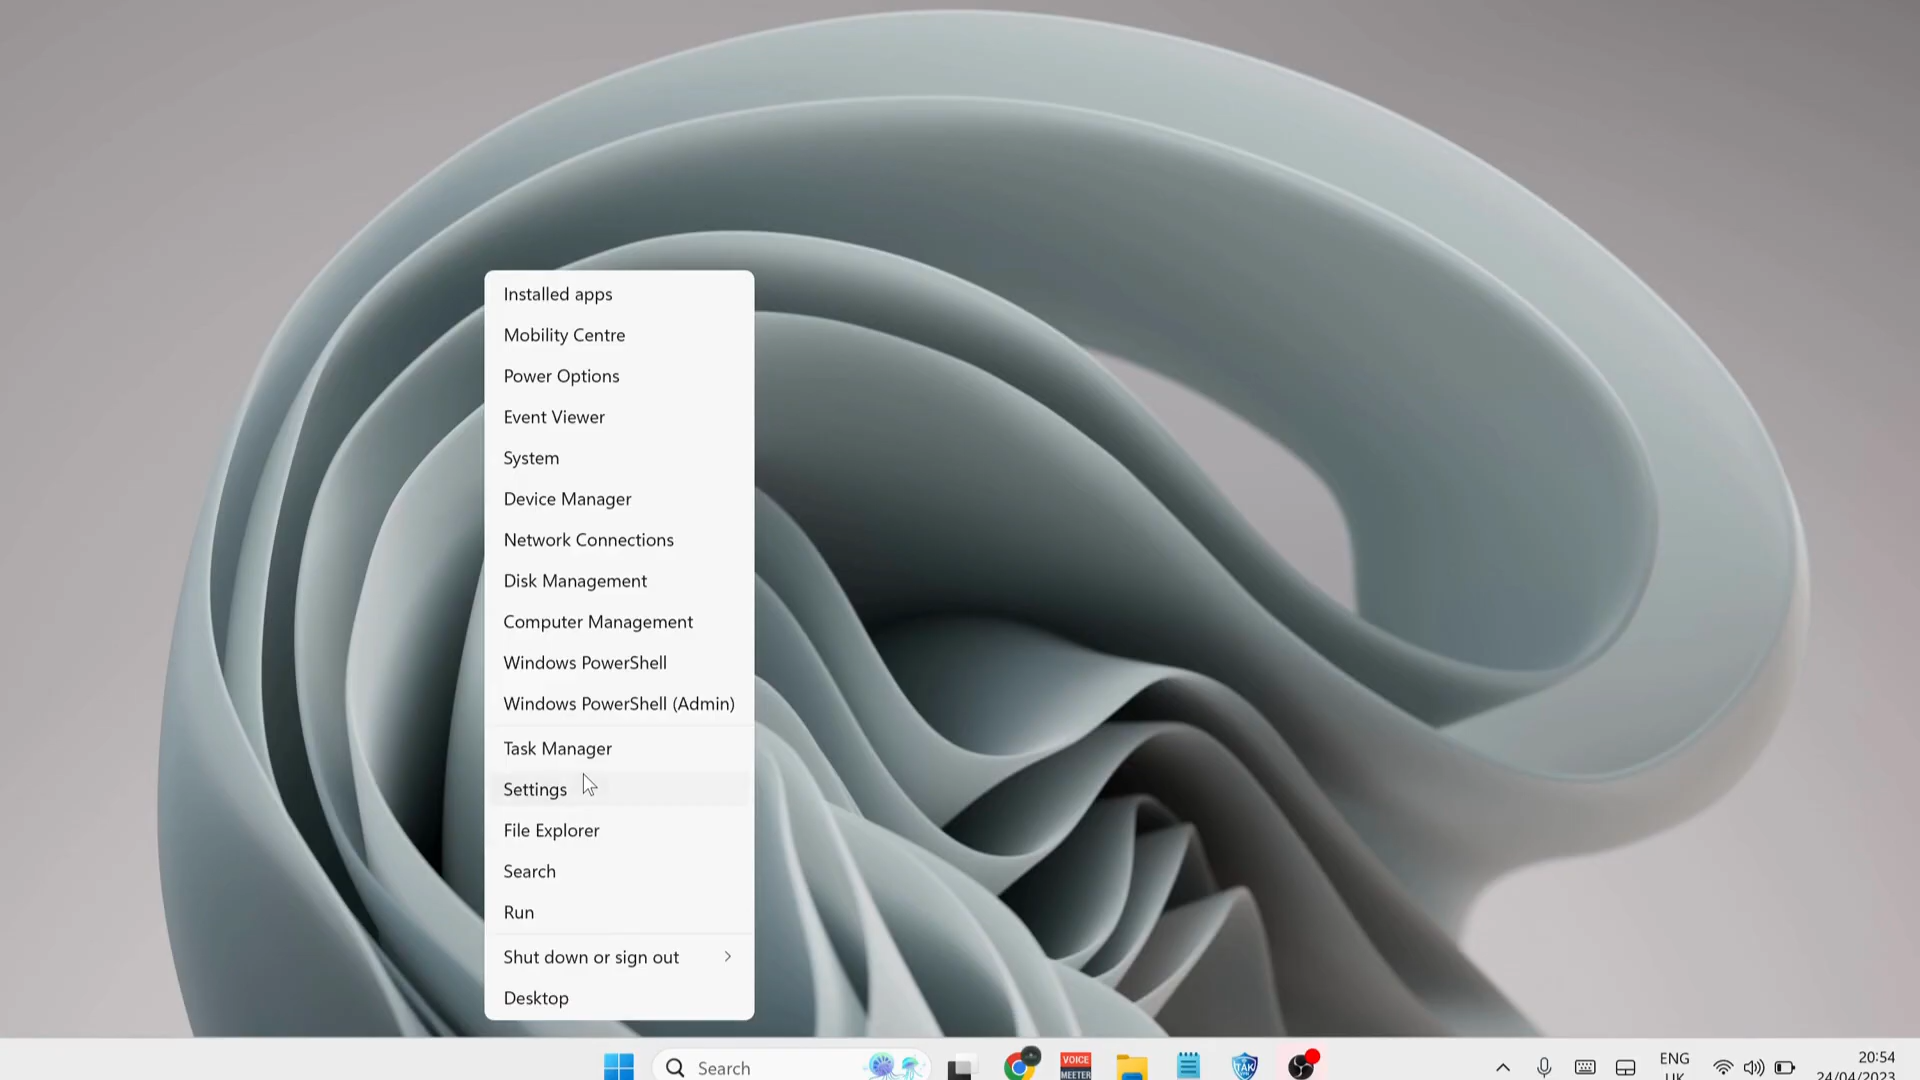 Installed apps
Mobility Centre
Power Options
Event Viewer
System
Device Manager
Network Connections
Disk Management
Computer Management
Windows PowerShell
Windows PowerShell (Admin)
Task Manager
Settings
File Explorer
Search
Run
Shut down or sign out
Desktop
Search
VOICE
MEETER
TAK
ENG
UK
20:54
24/04/2023